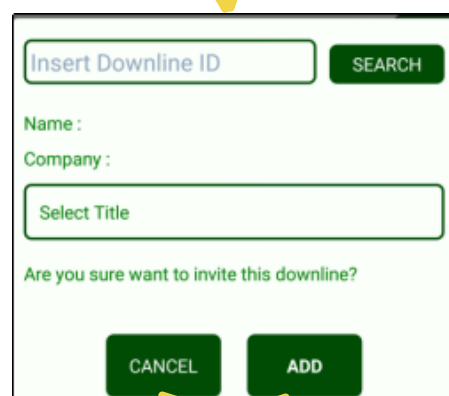 Insert Downline ID
SEARCH
Name :
Company :
Select Title
Are you sure want to invite this downline?
CANCEL
ADD